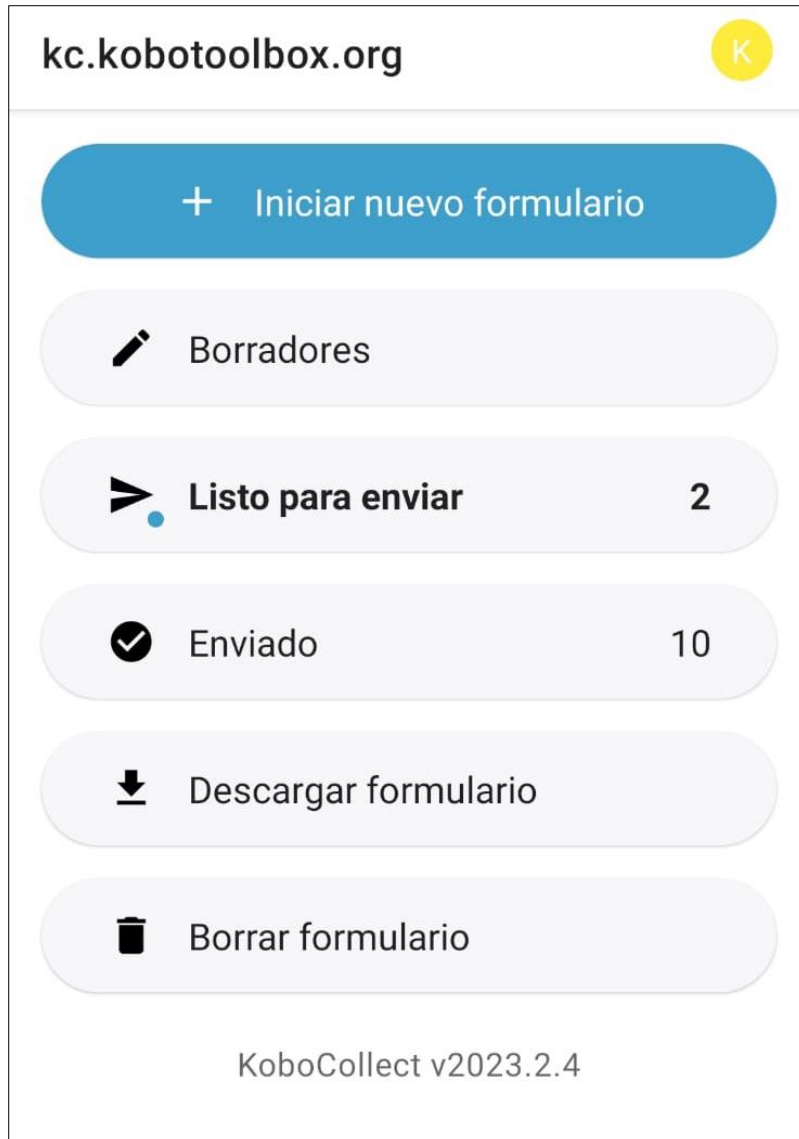 kc.kobotoolbox.org K
+ Iniciar nuevo formulario
Borradores
Listo para enviar 2
Enviado 10
Descargar formulario
Borrar formulario
KoboCollect v2023.2.4